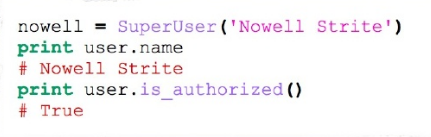 nowell = SuperUser('Nowell Strite')
print user.name
# Nowell Strite
print user.is_authorized()
# True